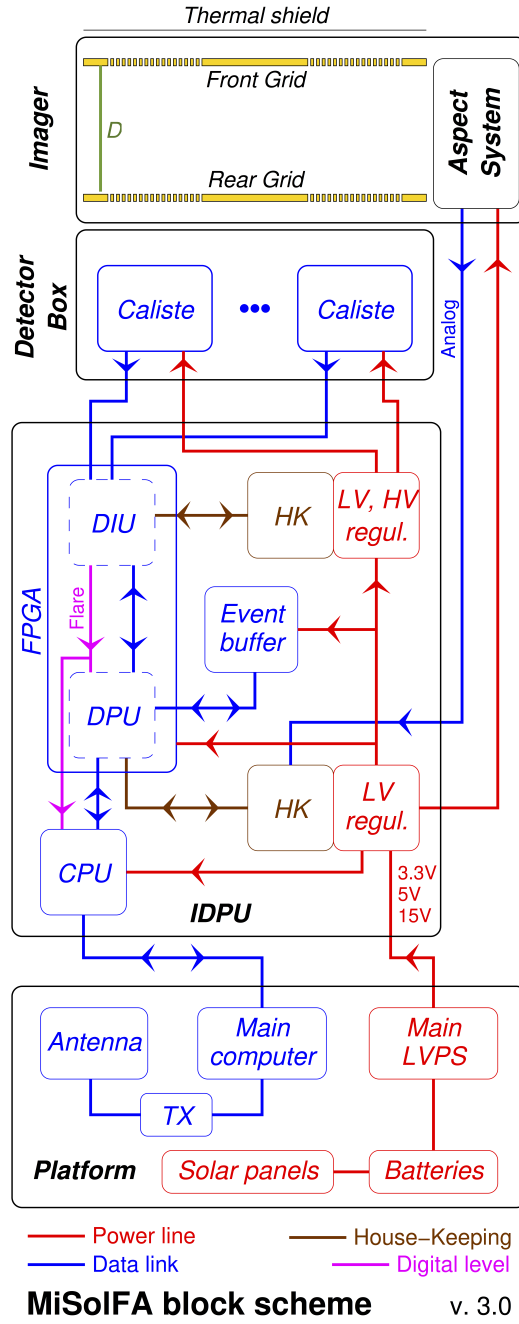 Thermal shield
Imager
Front Grid
D
Rear Grid
Aspect
System
Detector
Box
Caliste
•••
Caliste
Analog
DIU
HK
LV, HV
regul.
FPGA
Flare
Event
buffer
DPU
HK
LV
regul.
CPU
3.3V
5V
15V
IDPU
Antenna
Main
computer
Main
LVPS
TX
Platform
Solar panels
Batteries
Power line
House−Keeping
Data link
Digital level
MiSolFA block scheme
v. 3.0